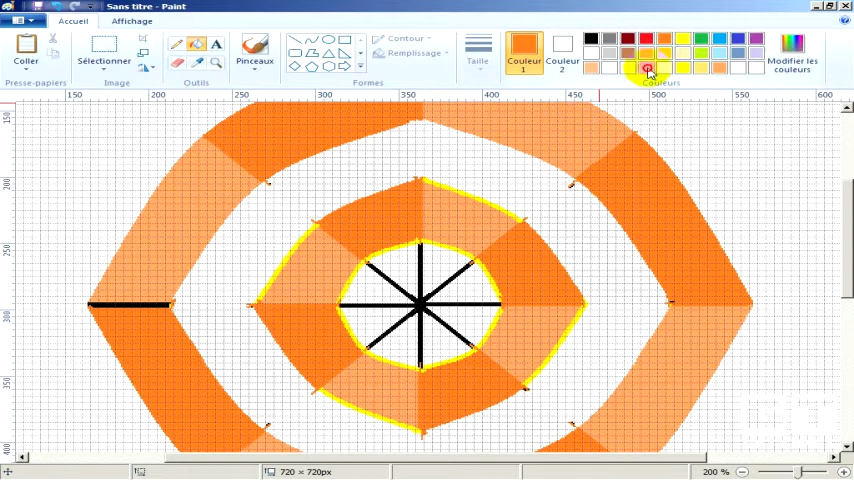 Sans titre - Paint
Accueil
Affichage
Coller
Sélectionner
Pinceaux
Contour
Remplissage
Taille
Couleur 1
Couleur 2
Modifier les couleurs
Presse-papiers
Image
Outils
Formes
Couleurs
150 200 250 300 350 400 450 500 550 600
150
200
250
300
350
400
720 × 720px
200 %